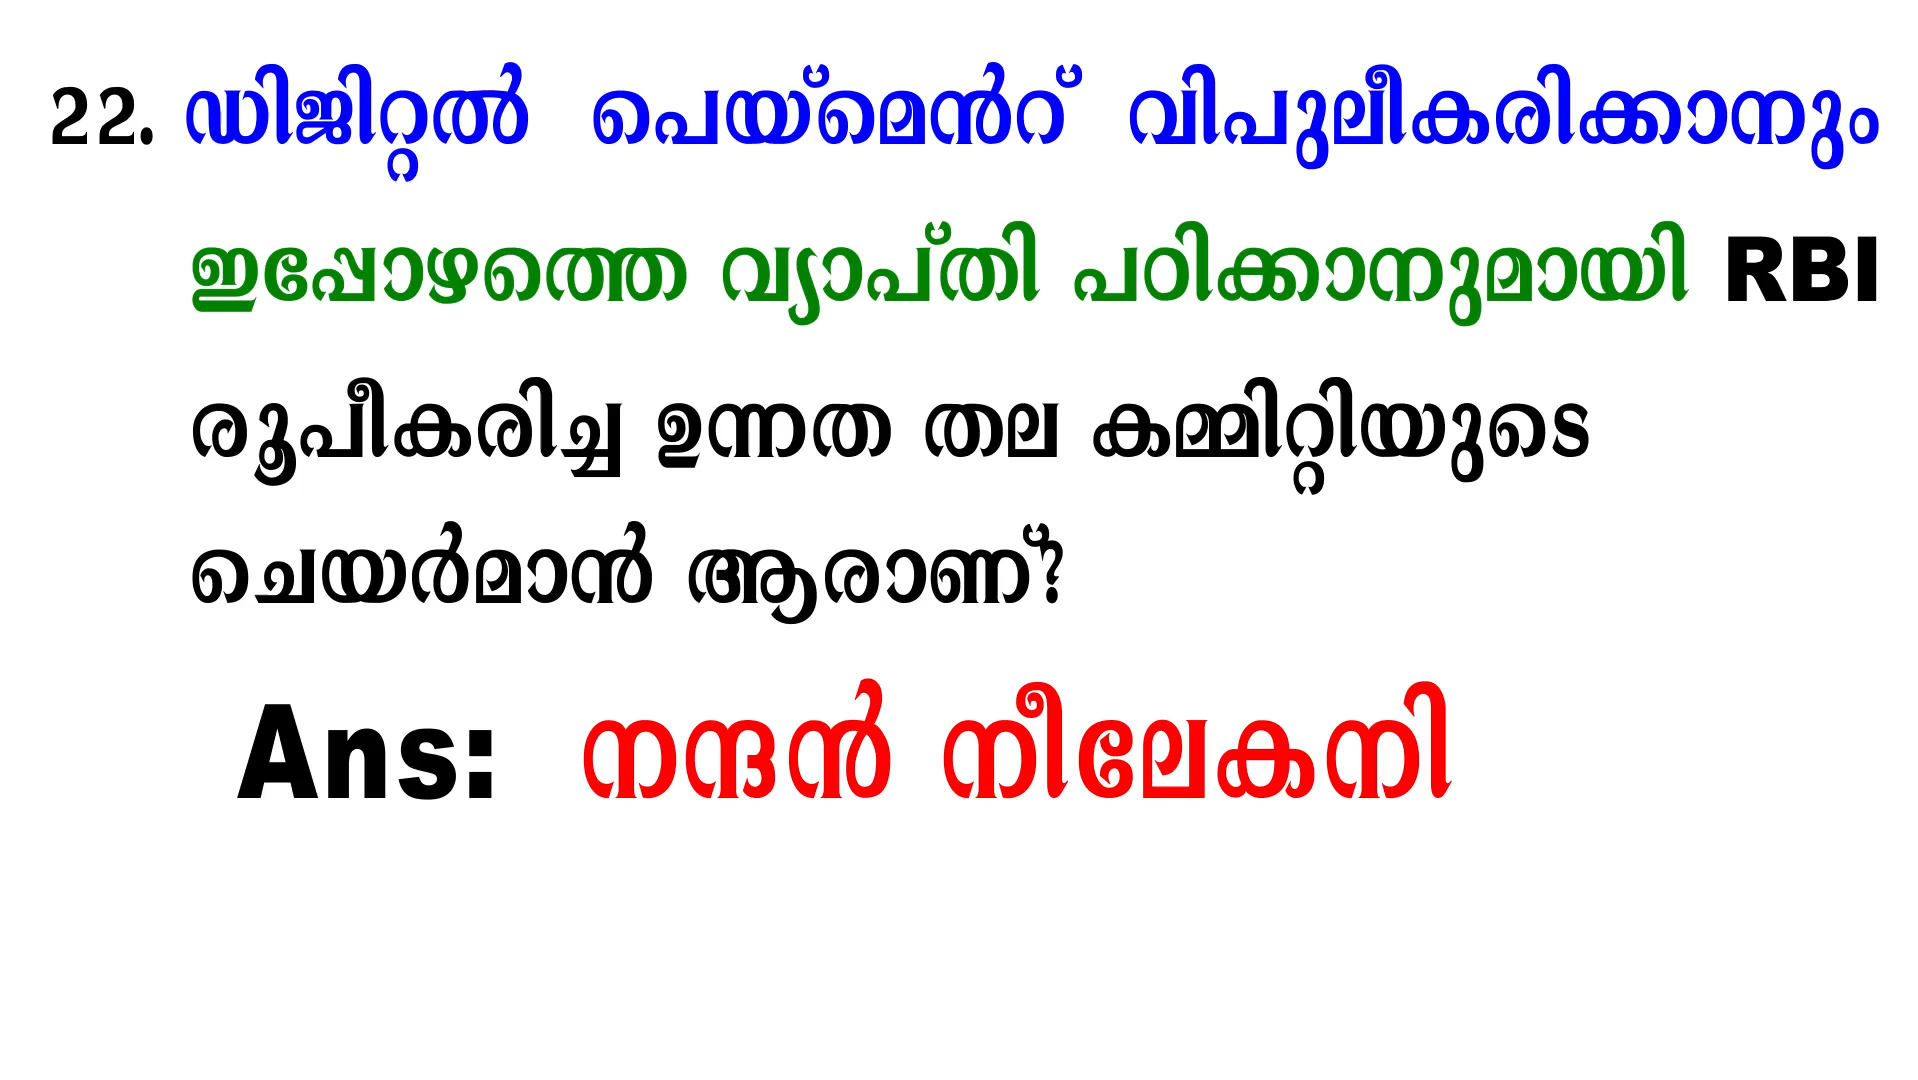 22. ഡിജിറ്റൽ പെയ്മെൻറ് വിപുലീകരിക്കാനും
ഇപ്പോഴത്തെ വ്യാപ്തി പഠിക്കാനുമായി RBI
രൂപീകരിച്ച ഉന്നത തല കമ്മിറ്റിയുടെ
ചെയർമാൻ ആരാണ്?
Ans: നന്ദൻ നീലേകനി